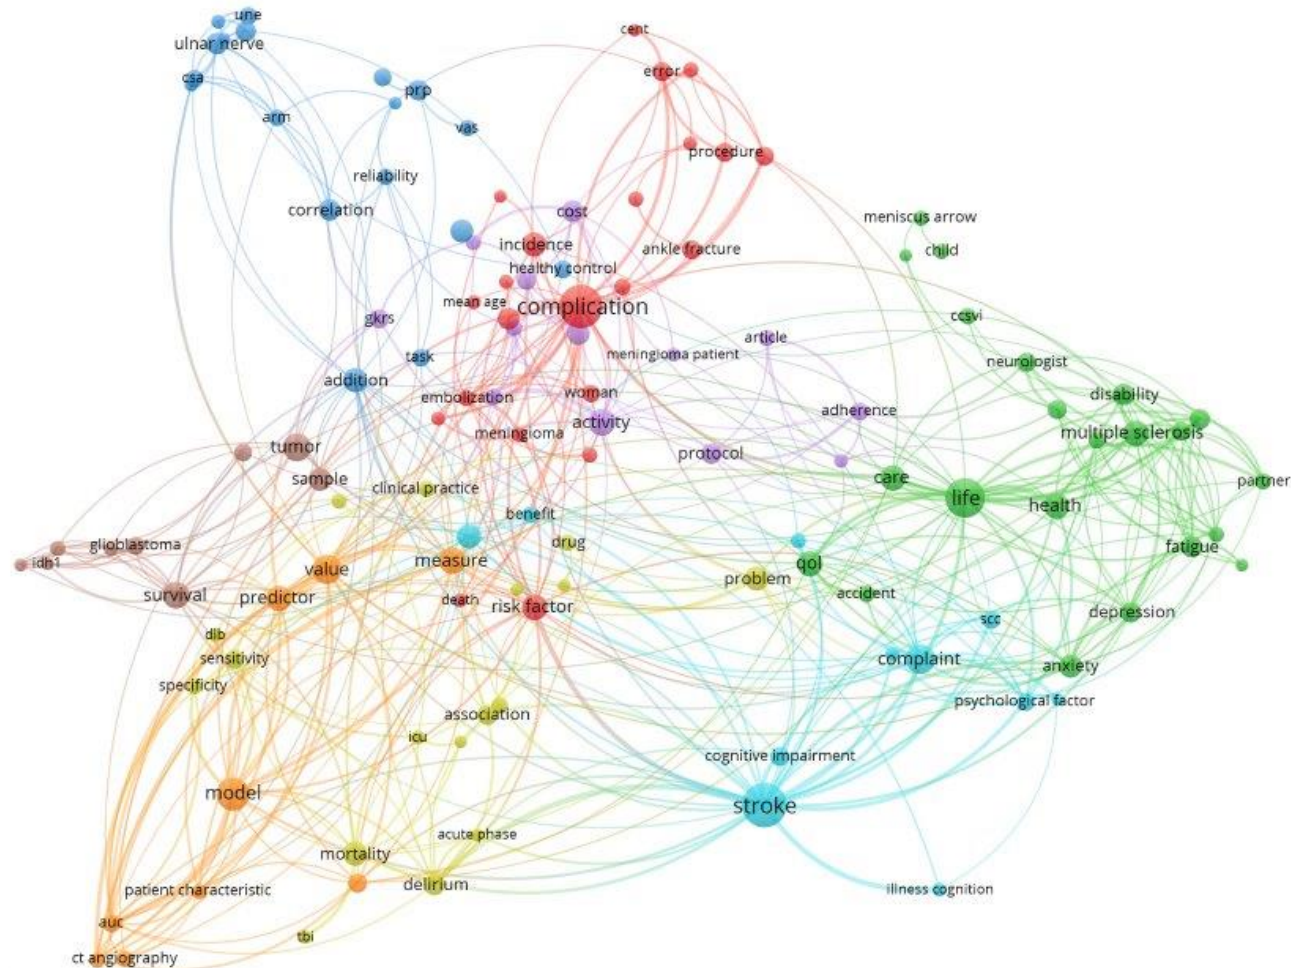 une
cent
ulnar nerve
error
csa
prp
arm
vas
procedure
reliability
correlation
cost
meniscus arrow
incidence
ankle fracture
child
healthy control
mean age
complication
gkrs
ccsvi
article
task
meningioma patient
neurologist
addition
embolization
woman
disability
activity
adherence
meningioma
multiple sclerosis
tumor
protocol
sample
clinical practice
care
partner
life
health
benefit
glioblastoma
drug
fatigue
idh1
value
measure
qol
problem
survival
predictor
death
risk factor
accident
depression
dlb
scc
sensitivity
complaint
anxiety
specificity
psychological factor
association
icu
cognitive impairment
model
stroke
acute phase
mortality
delirium
patient characteristic
illness cognition
auc
tbi
ct angiography